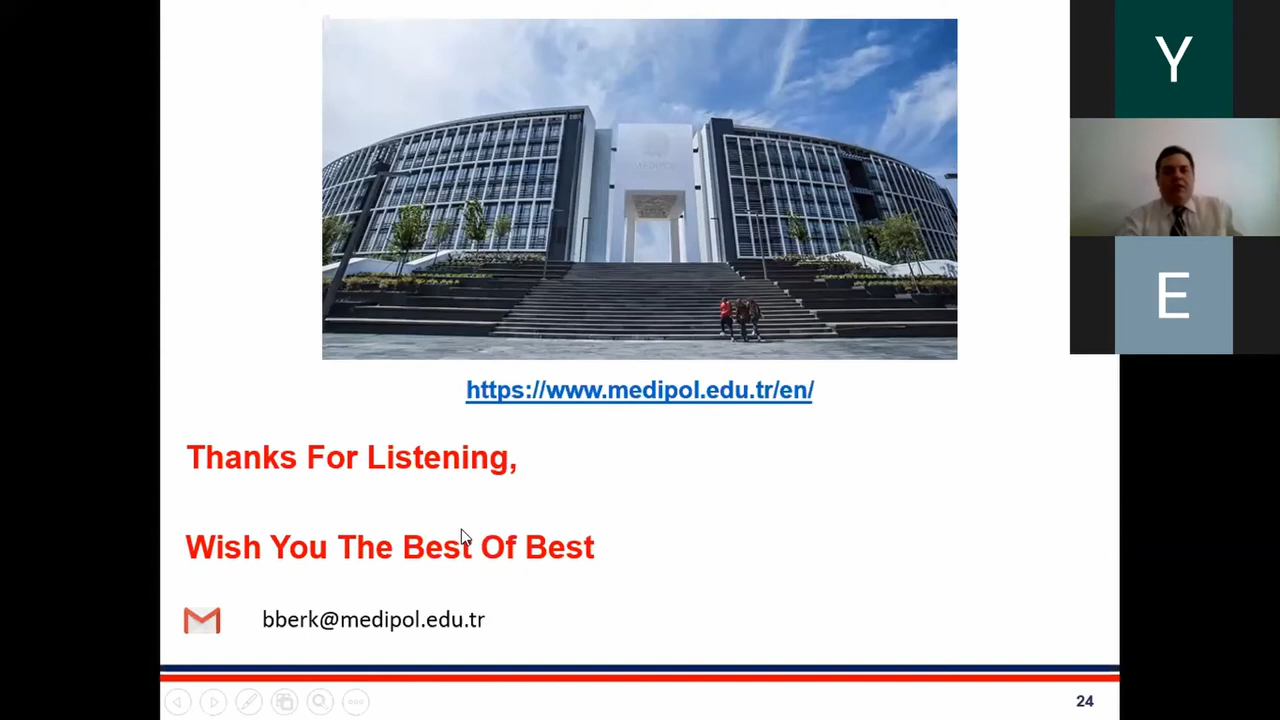 MEDIPOL
https://www.medipol.edu.tr/en/
Thanks For Listening,
Wish You The Best Of Best
bberk@medipol.edu.tr
24
Y
E